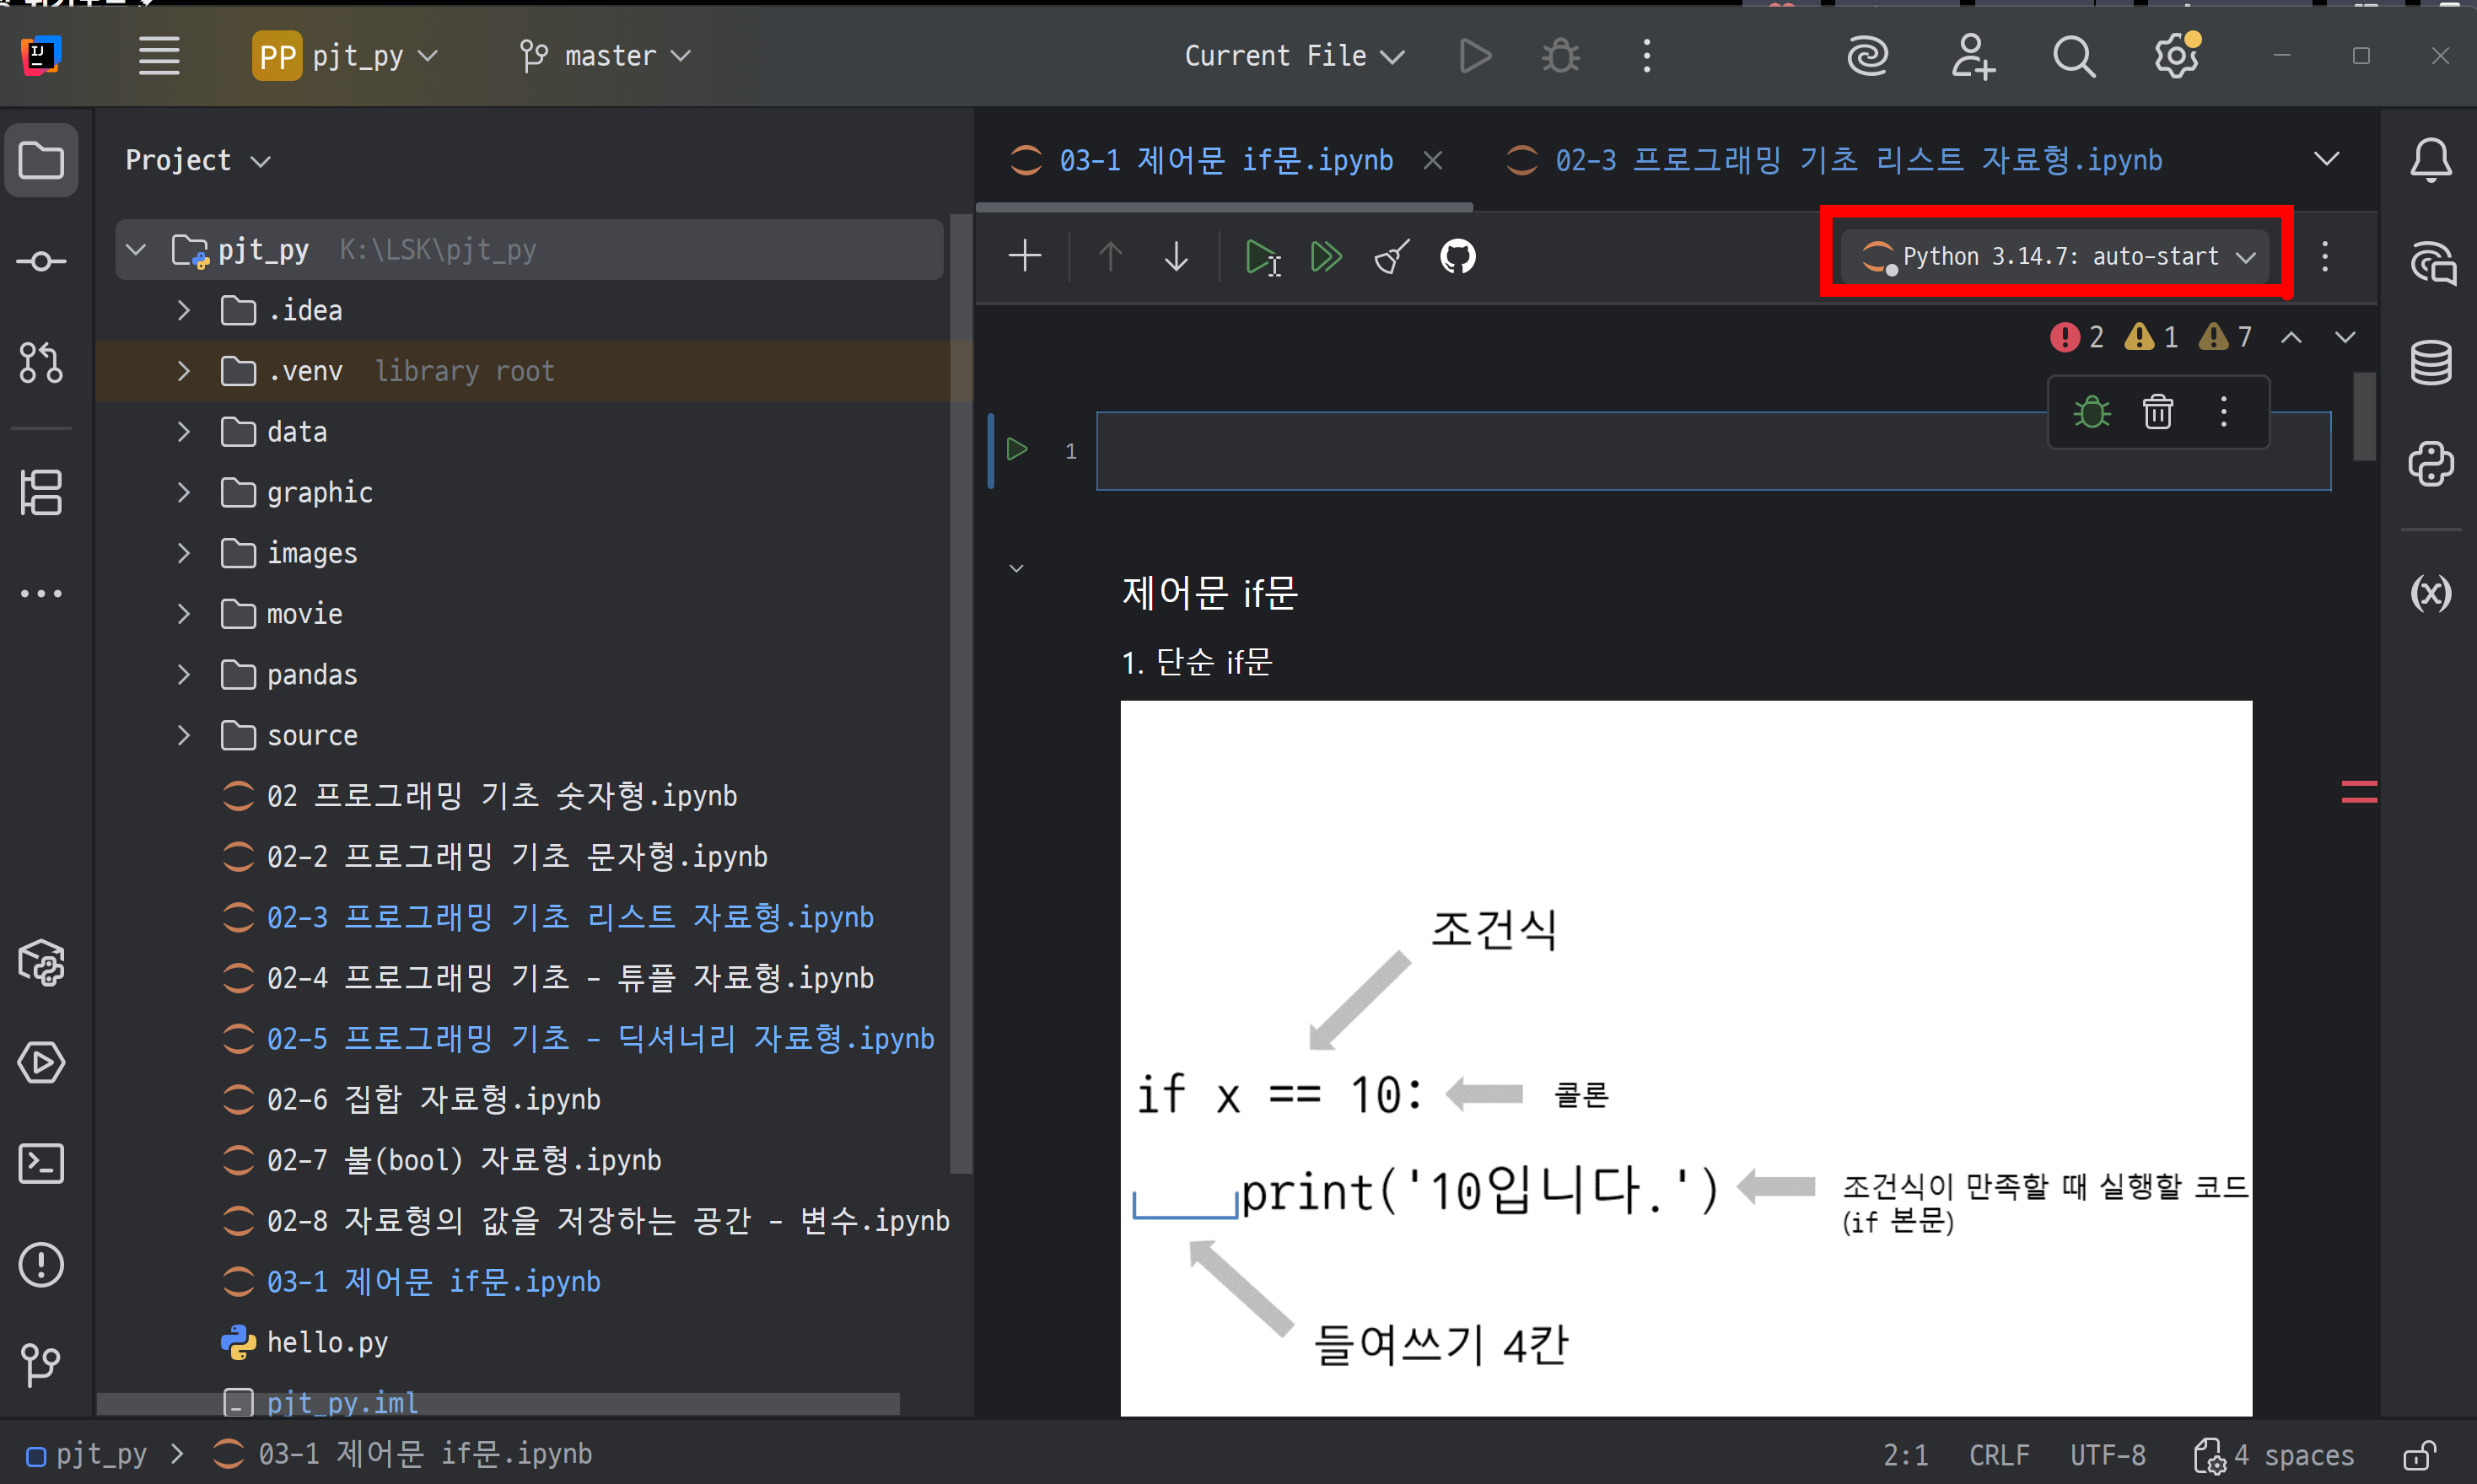 IJ
PP pjt_py
master
Current File
Project
03-1 제어문 if문.ipynb
02-3 프로그래밍 기초 리스트 자료형.ipynb
pjt_py K:\LSK\pjt_py
Python 3.14.7: auto-start
.idea
2 1 7
.venv library root
data
1
graphic
images
movie
pandas
source
02 프로그래밍 기초 숫자형.ipynb
02-2 프로그래밍 기초 문자형.ipynb
02-3 프로그래밍 기초 리스트 자료형.ipynb
02-4 프로그래밍 기초 - 튜플 자료형.ipynb
02-5 프로그래밍 기초 - 딕셔너리 자료형.ipynb
02-6 집합 자료형.ipynb
02-7 불(bool) 자료형.ipynb
02-8 자료형의 값을 저장하는 공간 - 변수.ipynb
03-1 제어문 if문.ipynb
hello.py
pjt_py.iml
제어문 if문
1. 단순 if문
조건식
if x == 10:
콜론
print('10입니다.')
조건식이 만족할 때 실행할 코드
(if 본문)
들여쓰기 4칸
pjt_py
03-1 제어문 if문.ipynb
2:1 CRLF UTF-8 4 spaces